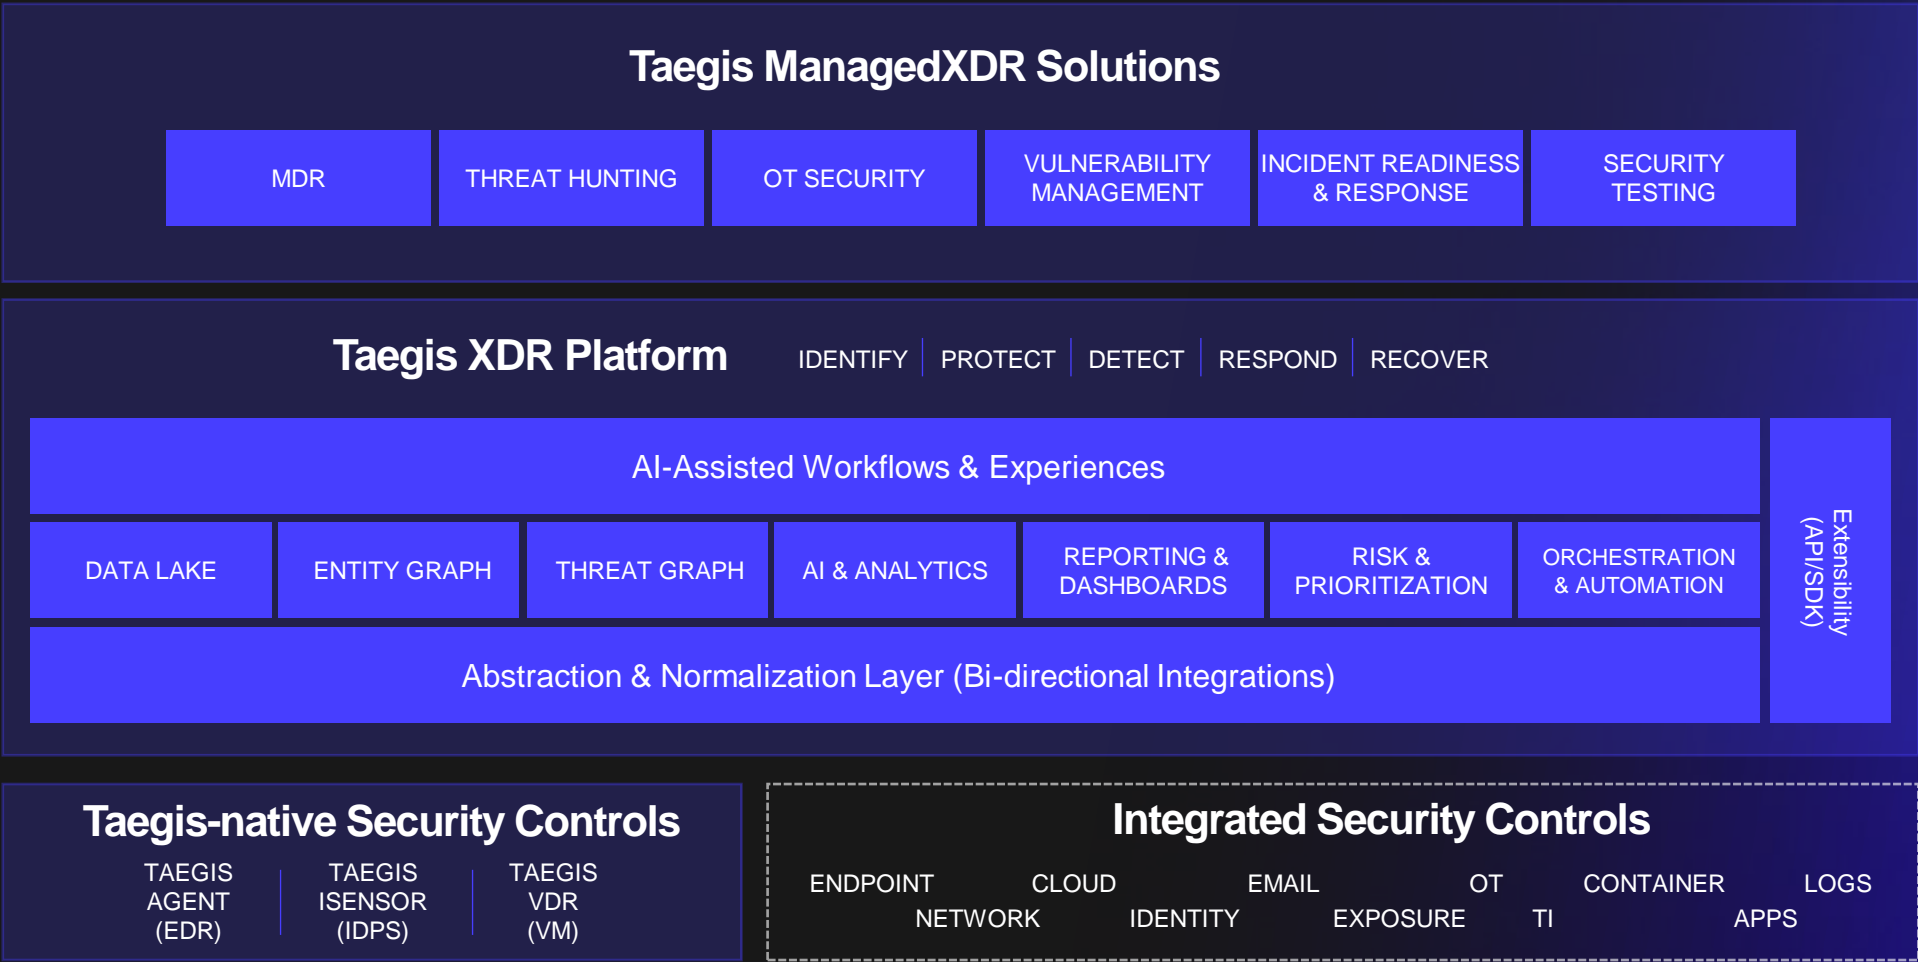 Taegis ManagedXDR Solutions
MDR
THREAT HUNTING
OT SECURITY
VULNERABILITY
MANAGEMENT
INCIDENT READINESS
& RESPONSE
SECURITY
TESTING
Taegis XDR Platform
IDENTIFY
PROTECT
DETECT
RESPOND
RECOVER
AI-Assisted Workflows & Experiences
DATA LAKE
ENTITY GRAPH
THREAT GRAPH
AI & ANALYTICS
REPORTING &
DASHBOARDS
RISK &
PRIORITIZATION
ORCHESTRATION
& AUTOMATION
Abstraction & Normalization Layer (Bi-directional Integrations)
Extensibility
(API/SDK)
Taegis-native Security Controls
TAEGIS
AGENT
(EDR)
TAEGIS
ISENSOR
(IDPS)
TAEGIS
VDR
(VM)
Integrated Security Controls
ENDPOINT
CLOUD
EMAIL
OT
CONTAINER
LOGS
NETWORK
IDENTITY
EXPOSURE
TI
APPS